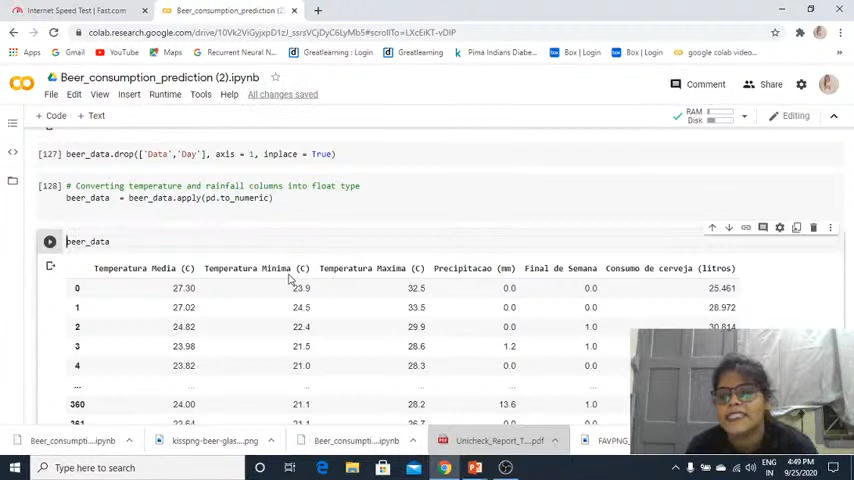 Internet Speed Test | Fast.com
Beer_consumption_prediction (2).
colab.research.google.com/drive/
Apps
Gmail
YouTube
Maps
Recurrent Neural N...
Greatlearning : Login
Greatlearning
Pima Indians Diabe...
Box | Login
Box | Login
google colab video...
CO
Beer_consumption_prediction (2).ipynb
Comment
Share
File Edit View Insert Runtime Tools Help All changes saved
+ Code + Text
RAM
Disk
Editing
[127] beer_data.drop(['Data','Day'], axis = 1, inplace = True)
[128] # Converting temperature and rainfall columns into float type
beer_data = beer_data.apply(pd.to_numeric)
beer_data
Temperatura Media (C) Temperatura Minima (C) Temperatura Maxima (C) Precipitacao (mm) Final de Semana Consumo de cerveja (litros)
0 27.30 23.9 32.5 0.0 0.0 25.461
1 27.02 24.5 33.5 0.0 0.0 28.972
2 24.82 22.4 29.9 0.0 1.0 30.814
3 23.98 21.5 28.6 1.2 1.0
4 23.82 21.0 28.3 0.0 0.0
... ... ... ... ... ...
360 24.00 21.1 28.2 13.6 1.0
Beer_consumpti....ipynb
kisspng-beer-glas....png
Beer_consumpti....ipynb
Unicheck_Report_T....pdf
FAVPNG_
Type here to search
ENG
IN
4:49 PM
9/25/2020